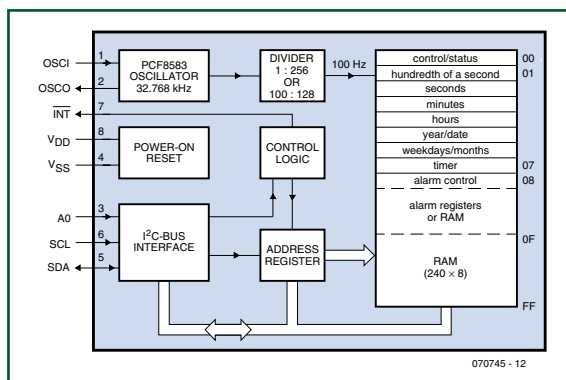 OSCI
1
OSCO
2
INT
7
VDD
8
VSS
4
A0
3
SCL
6
SDA
5
PCF8583
OSCILLATOR
32.768 kHz
DIVIDER
1 : 256
OR
100 : 128
100 Hz
POWER-ON
RESET
CONTROL
LOGIC
I²C-BUS
INTERFACE
ADDRESS
REGISTER
control/status
00
hundredth of a second
01
seconds
minutes
hours
year/date
weekdays/months
timer
07
alarm control
08
alarm registers
or RAM
0F
RAM
(240 × 8)
FF
070745 - 12